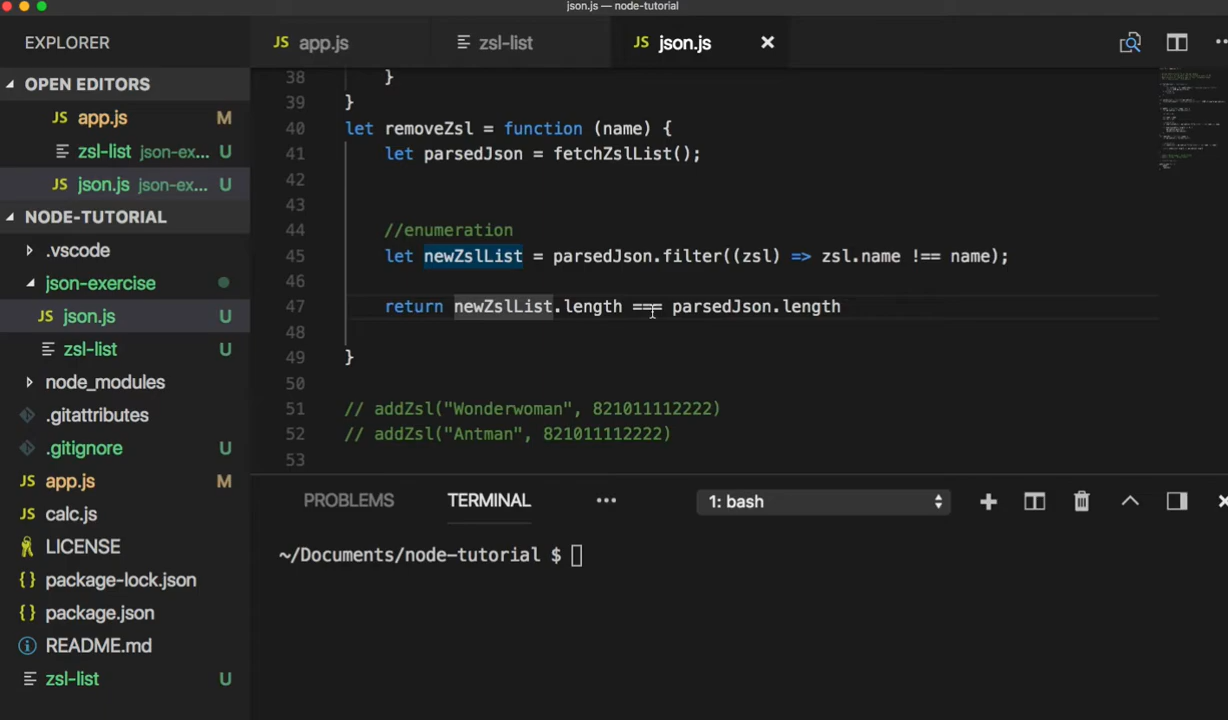 json.js — node-tutorial
EXPLORER
JS app.js
zsl-list
JS json.js
OPEN EDITORS
JS app.js M
zsl-list json-ex... U
JS json.js json-ex... U
NODE-TUTORIAL
.vscode
json-exercise
JS json.js U
zsl-list U
node_modules
.gitattributes
.gitignore U
JS app.js M
JS calc.js
LICENSE
{} package-lock.json
{} package.json
README.md
zsl-list U
38 }
39 }
40 let removeZsl = function (name) {
41 let parsedJson = fetchZslList();
42
43
44 //enumeration
45 let newZslList = parsedJson.filter((zsl) => zsl.name !== name);
46
47 return newZslList.length === parsedJson.length
48
49 }
50
51 // addZsl("Wonderwoman", 821011112222)
52 // addZsl("Antman", 821011112222)
53
PROBLEMS TERMINAL ... 1: bash
~/Documents/node-tutorial $